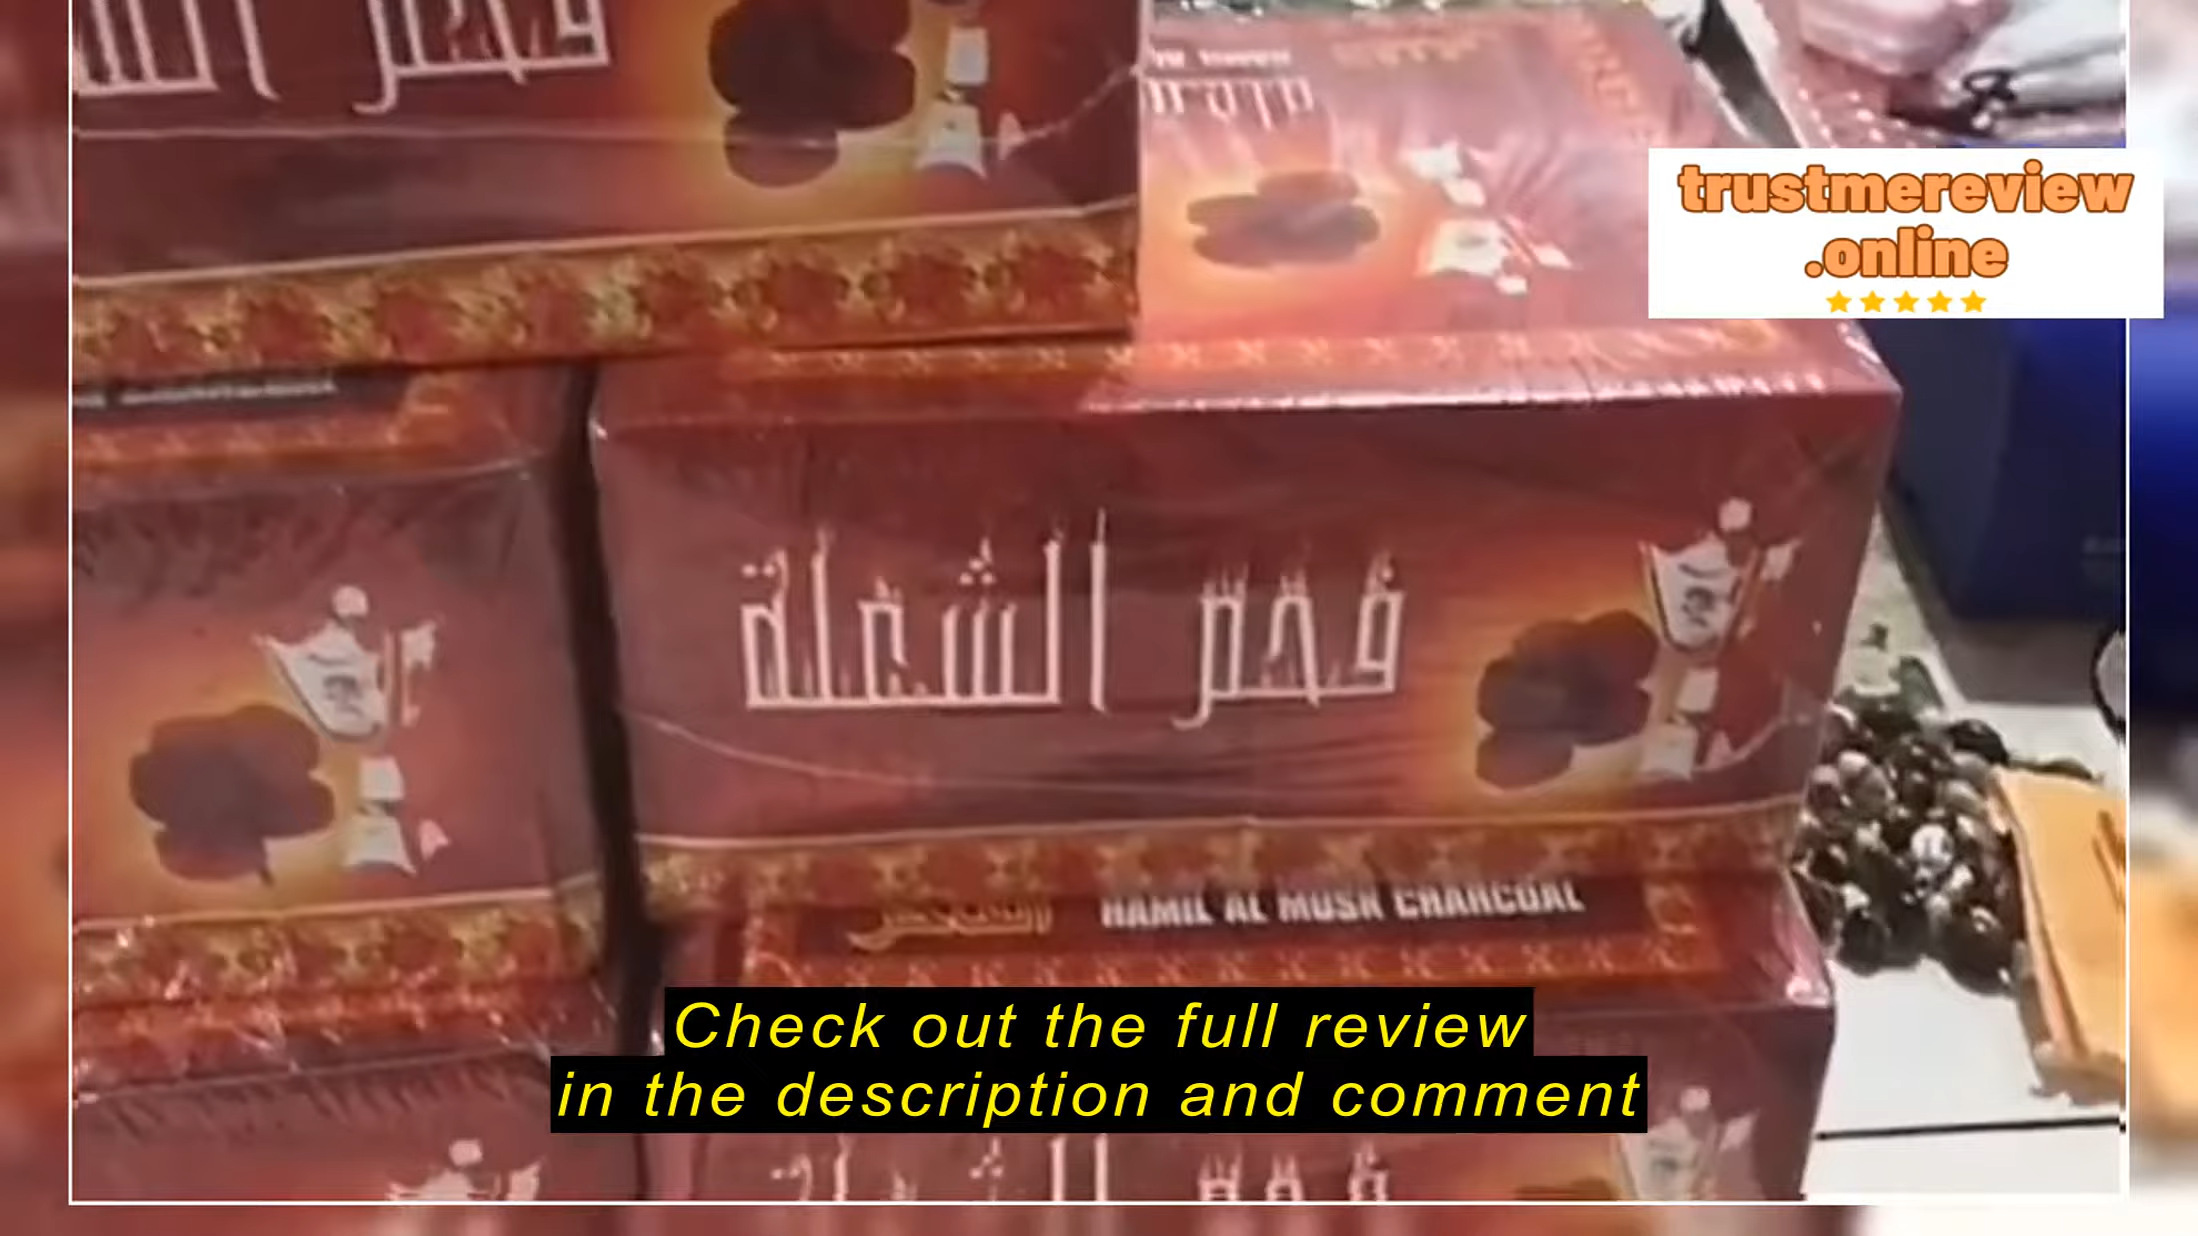 trustmereview
.online
فحم الشعلة
HAMIL AL MUSK CHARCOAL
Check out the full review
in the description and comment